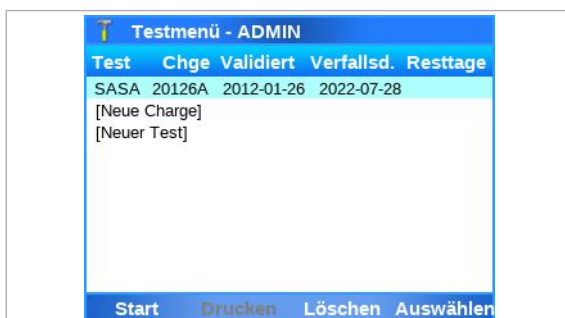 Testmenü - ADMIN
Test Chge Validiert Verfallsd. Resttage
SASA 20126A 2012-01-26 2022-07-28
[Neue Charge]
[Neuer Test]
Start Drucken Löschen Auswählen